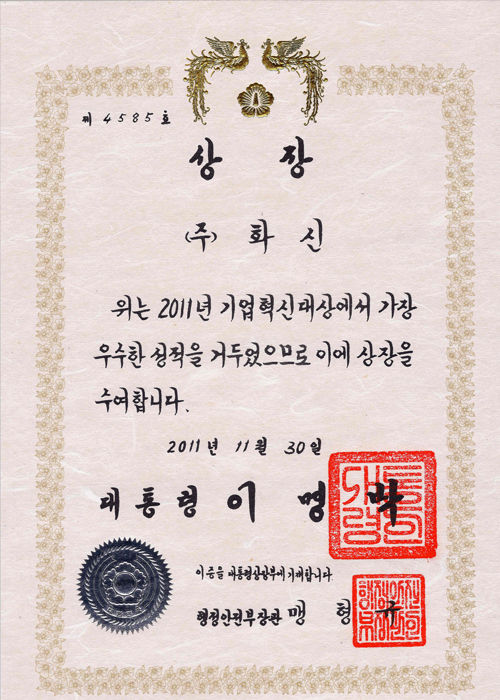 제 4585 호
상장
(주) 화신
위는 2011년 기업혁신대상에서 가장
우수한 성적을 거두었으므로 이에 상장을
수여합니다.
2011년 11월 30일
대통령 이명박
이 증을 대통령상장부에 기재합니다
행정안전부장관 맹형규